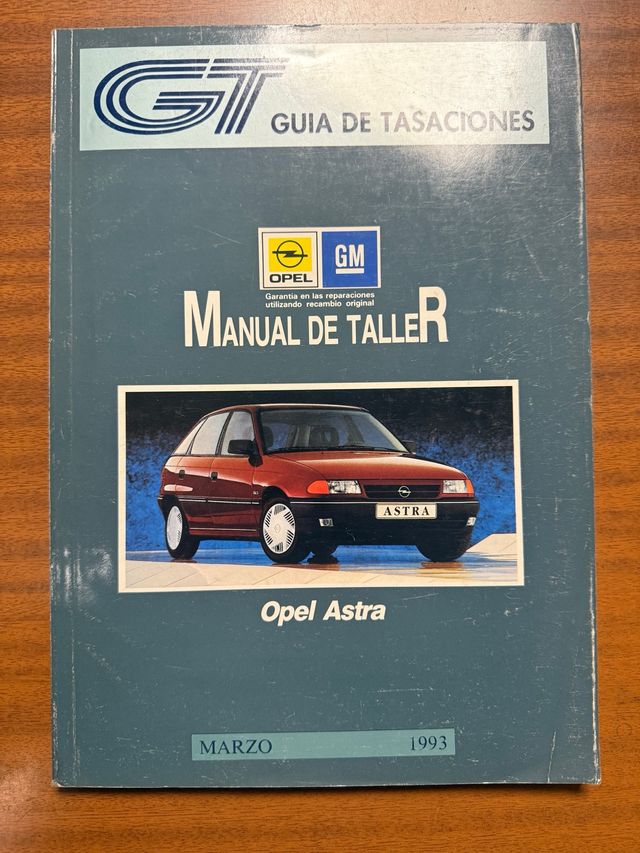 GT GUIA DE TASACIONES
OPEL GM
Garantía en las reparaciones
utilizando recambio original
MANUAL DE TALLER
ASTRA
Opel Astra
MARZO 1993